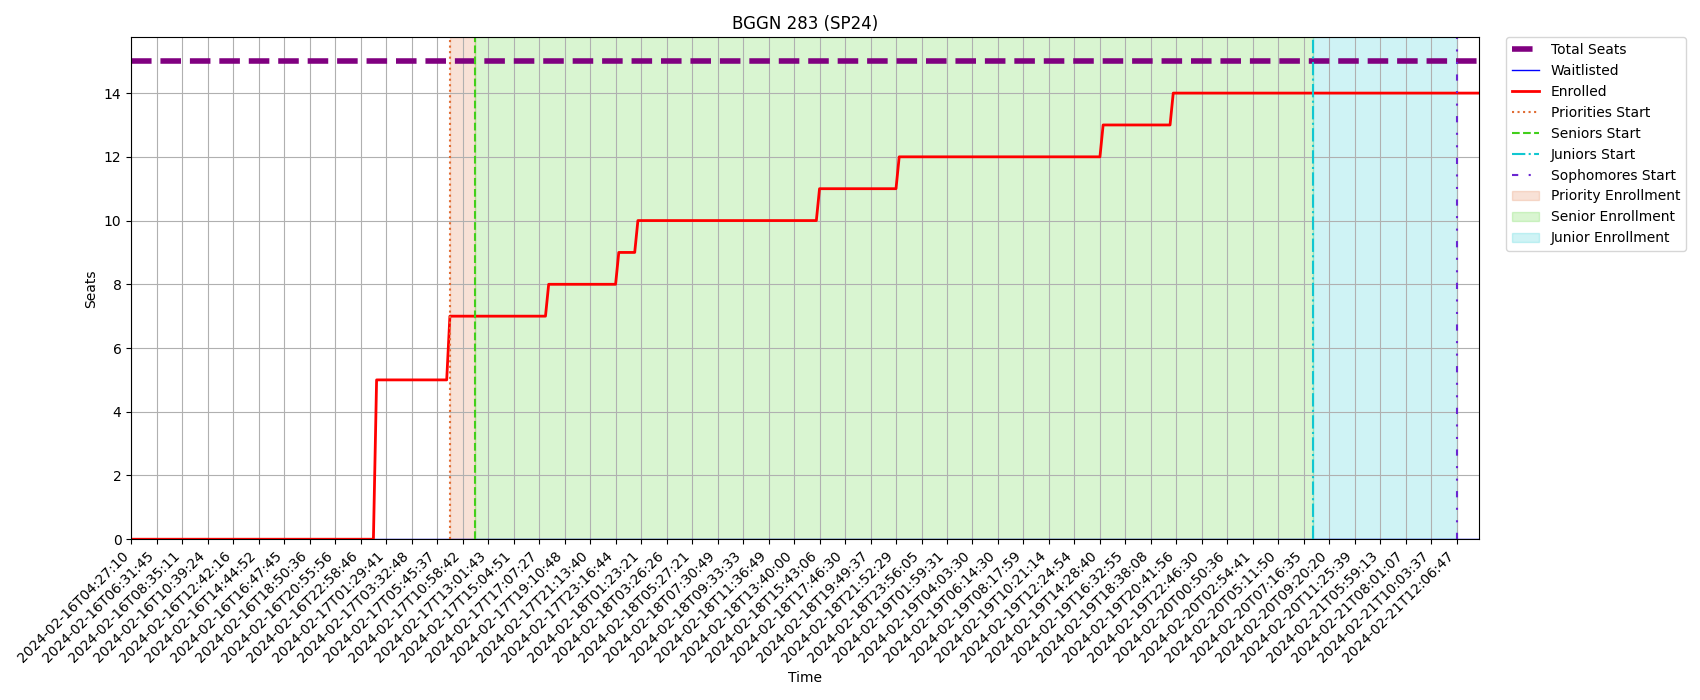 BGGN 283 (SP24)
Total Seats
Waitlisted
Enrolled
Priorities Start
Seniors Start
Juniors Start
Sophomores Start
Priority Enrollment
Senior Enrollment
Junior Enrollment
Seats
14
12
10
8
6
4
2
0
2024-02-16T04:27:10
2024-02-16T06:31:45
2024-02-16T08:35:11
2024-02-16T10:39:24
2024-02-16T12:42:16
2024-02-16T14:44:52
2024-02-16T16:47:45
2024-02-16T18:50:36
2024-02-16T20:55:56
2024-02-16T22:58:46
2024-02-17T01:29:41
2024-02-17T03:32:48
2024-02-17T05:45:37
2024-02-17T10:58:42
2024-02-17T13:01:43
2024-02-17T15:04:51
2024-02-17T17:07:27
2024-02-17T19:10:48
2024-02-17T21:13:40
2024-02-17T23:16:44
2024-02-18T01:23:21
2024-02-18T03:26:26
2024-02-18T05:27:21
2024-02-18T07:30:49
2024-02-18T09:33:33
2024-02-18T11:36:49
2024-02-18T13:40:00
2024-02-18T15:43:06
2024-02-18T17:46:30
2024-02-18T19:49:37
2024-02-18T21:52:29
2024-02-18T23:56:05
2024-02-19T01:59:31
2024-02-19T04:03:30
2024-02-19T06:14:30
2024-02-19T08:17:59
2024-02-19T10:21:14
2024-02-19T12:24:54
2024-02-19T14:28:40
2024-02-19T16:32:55
2024-02-19T18:38:08
2024-02-19T20:41:56
2024-02-19T22:46:30
2024-02-20T00:50:36
2024-02-20T02:54:41
2024-02-20T05:11:50
2024-02-20T07:16:35
2024-02-20T09:20:20
2024-02-20T11:25:39
2024-02-21T05:59:13
2024-02-21T08:01:07
2024-02-21T10:03:37
2024-02-21T12:06:47
Time